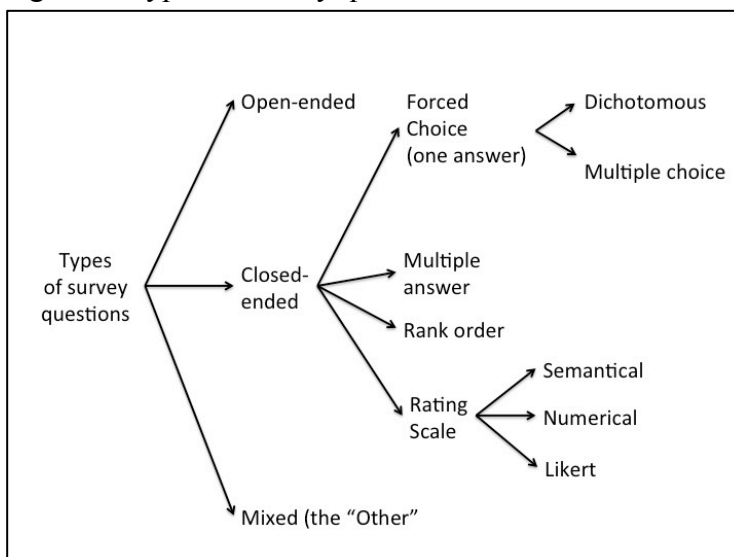 Open-ended
Forced
Choice
(one answer)
Dichotomous
Multiple choice
Types
of survey
questions
Closed-
ended
Multiple
answer
Rank order
Rating
Scale
Semantical
Numerical
Likert
Mixed (the “Other”